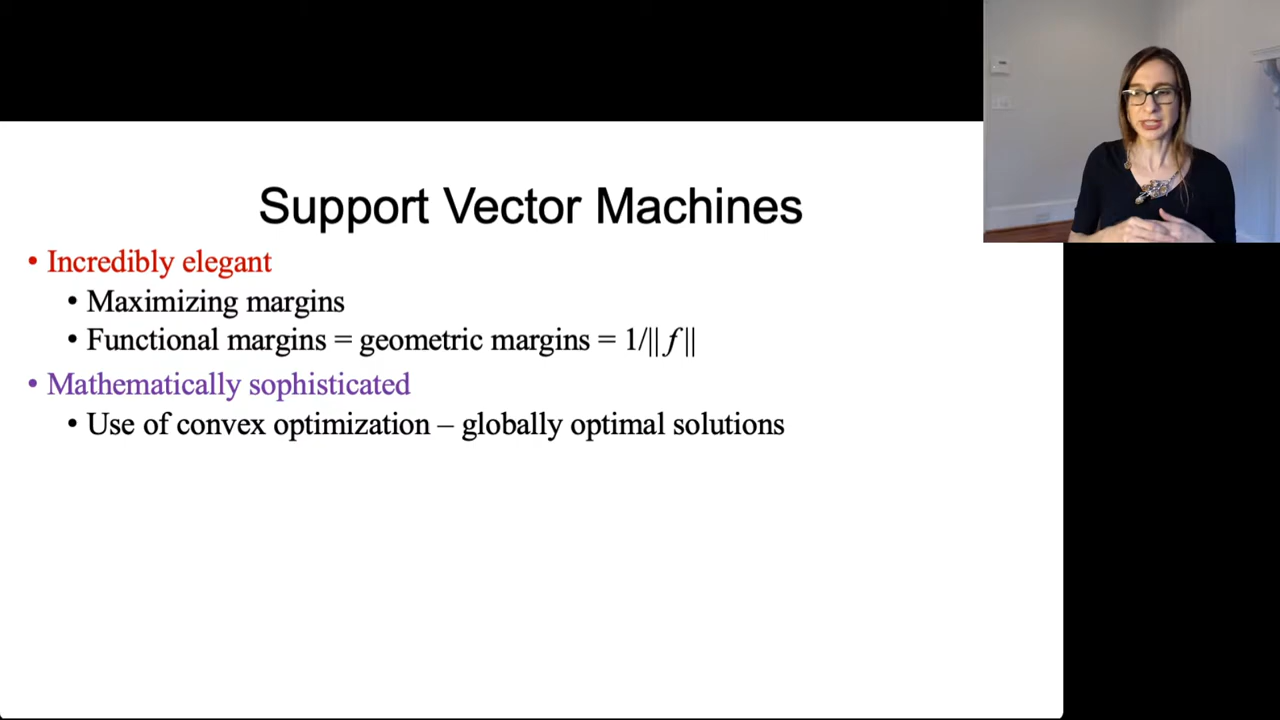 Support Vector Machines
• Incredibly elegant
• Maximizing margins
• Functional margins = geometric margins = 1/|| f ||
• Mathematically sophisticated
• Use of convex optimization – globally optimal solutions